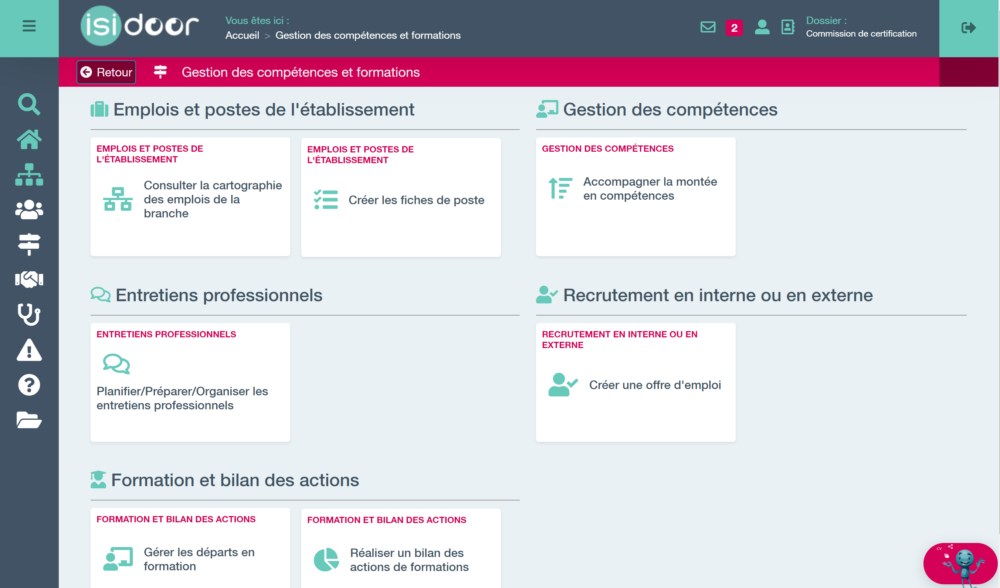 isidoor
Vous êtes ici :
Accueil > Gestion des compétences et formations
2
Dossier :
Commission de certification
Retour
Gestion des compétences et formations
Emplois et postes de l'établissement
EMPLOIS ET POSTES DE
L'ÉTABLISSEMENT
Consulter la cartographie
des emplois de la
branche
EMPLOIS ET POSTES DE
L'ÉTABLISSEMENT
Créer les fiches de poste
Gestion des compétences
GESTION DES COMPÉTENCES
Accompagner la montée
en compétences
Entretiens professionnels
ENTRETIENS PROFESSIONNELS
Planifier/Préparer/Organiser les
entretiens professionnels
Recrutement en interne ou en externe
RECRUTEMENT EN INTERNE OU EN
EXTERNE
Créer une offre d'emploi
Formation et bilan des actions
FORMATION ET BILAN DES ACTIONS
Gérer les départs en
formation
FORMATION ET BILAN DES ACTIONS
Réaliser un bilan des
actions de formations
CV